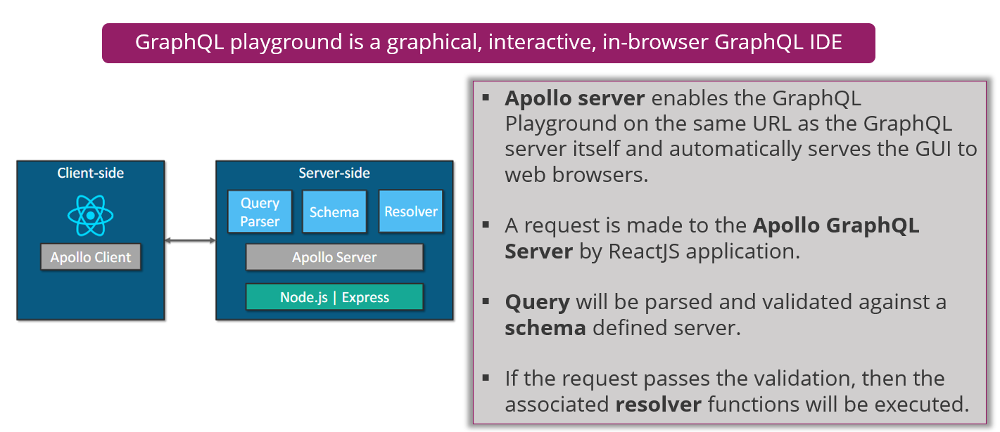 GraphQL playground is a graphical, interactive, in-browser GraphQL IDE
Client-side
Apollo Client
Server-side
Query
Parser
Schema
Resolver
Apollo Server
Node.js | Express
▪ Apollo server enables the GraphQL
Playground on the same URL as the GraphQL
server itself and automatically serves the GUI to
web browsers.
▪ A request is made to the Apollo GraphQL
Server by ReactJS application.
▪ Query will be parsed and validated against a
schema defined server.
▪ If the request passes the validation, then the
associated resolver functions will be executed.